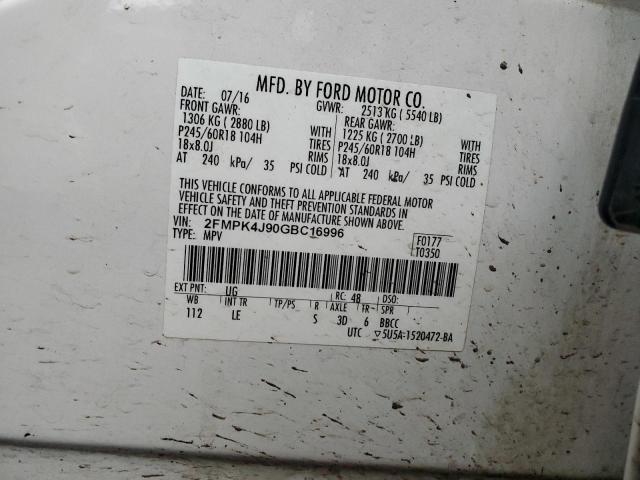 MFD. BY FORD MOTOR CO.
DATE: 07/16 GVWR: 2513 KG ( 5540 LB)
FRONT GAWR: REAR GAWR:
1306 KG ( 2880 LB) WITH 1225 KG ( 2700 LB) WITH
P245/60R18 104H TIRES P245/60R18 104H TIRES
18x8.0J RIMS 18x8.0J RIMS
AT 240 kPa/ 35 PSI COLD AT 240 kPa/ 35 PSI COLD
THIS VEHICLE CONFORMS TO ALL APPLICABLE FEDERAL MOTOR
VEHICLE SAFETY AND THEFT PREVENTION STANDARDS IN
EFFECT ON THE DATE OF MANUFACTURE SHOWN ABOVE.
VIN: 2FMPK4J90GBC16996 F0177
TYPE: MPV T0350
EXT PNT: UG RC: 48 DSO:
WB INT TR TP/PS R AXLE TR SPR
112 LE S 3D 6 BBCC
UTC ▽5U5A-1520472-BA